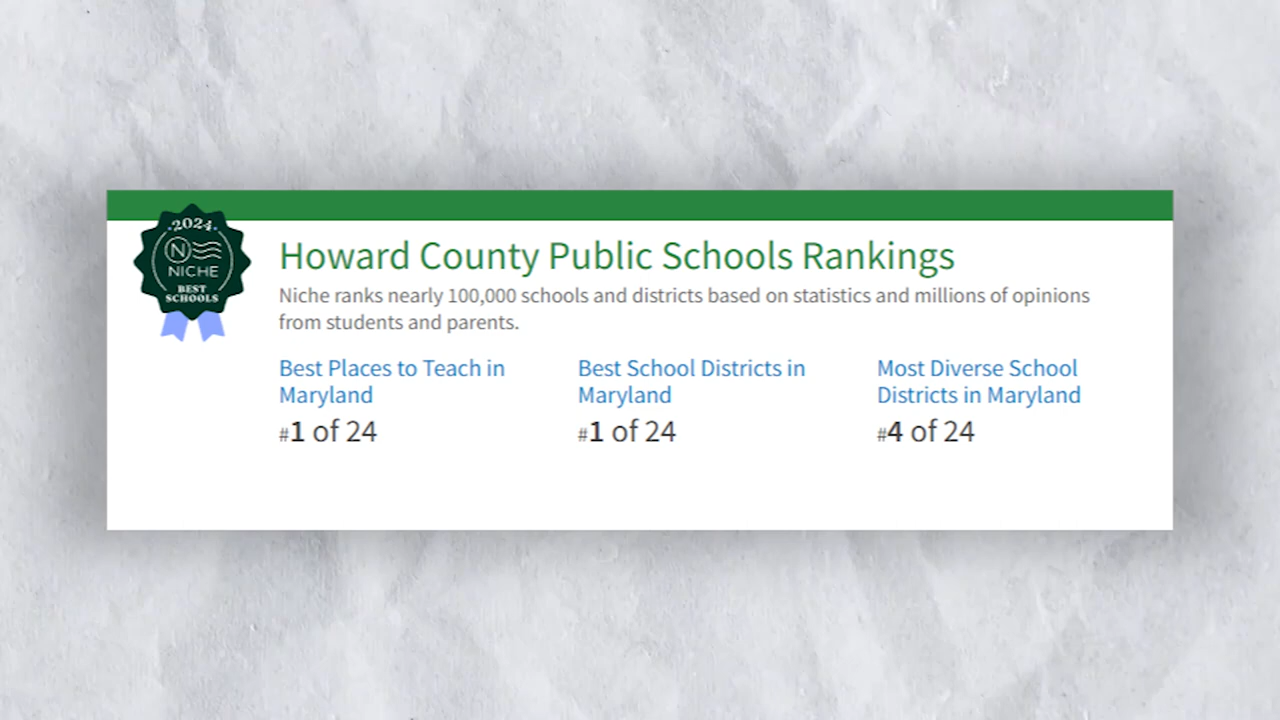 2024
N
NICHE
BEST
SCHOOLS
Howard County Public Schools Rankings
Niche ranks nearly 100,000 schools and districts based on statistics and millions of opinions
from students and parents.
Best Places to Teach in
Maryland
#1 of 24
Best School Districts in
Maryland
#1 of 24
Most Diverse School
Districts in Maryland
#4 of 24